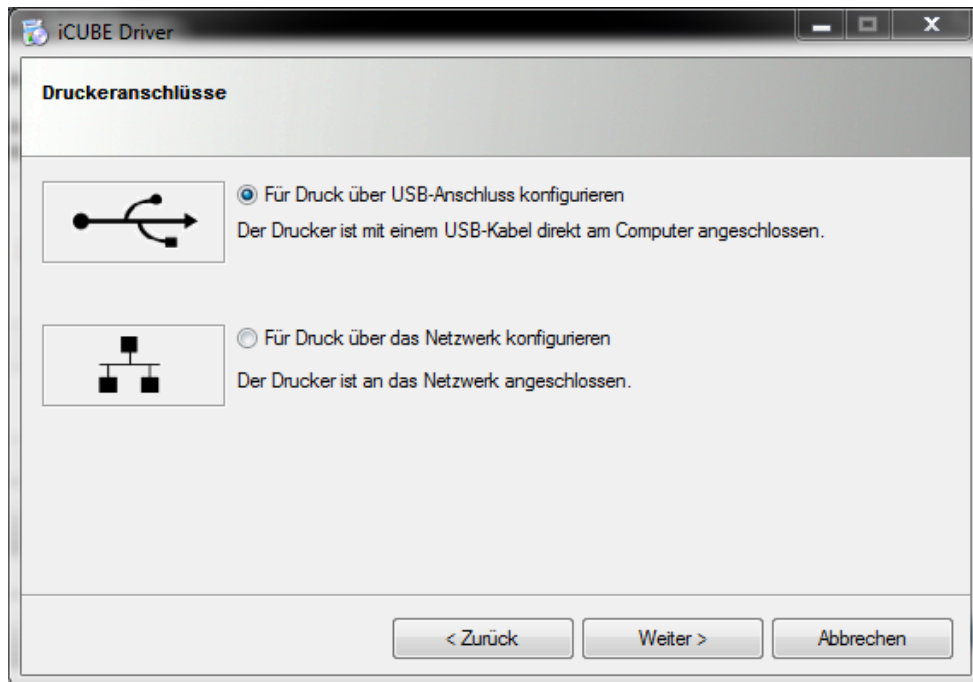 iCUBE Driver
Druckeranschlüsse
Für Druck über USB-Anschluss konfigurieren
Der Drucker ist mit einem USB-Kabel direkt am Computer angeschlossen.
Für Druck über das Netzwerk konfigurieren
Der Drucker ist an das Netzwerk angeschlossen.
< Zurück
Weiter >
Abbrechen